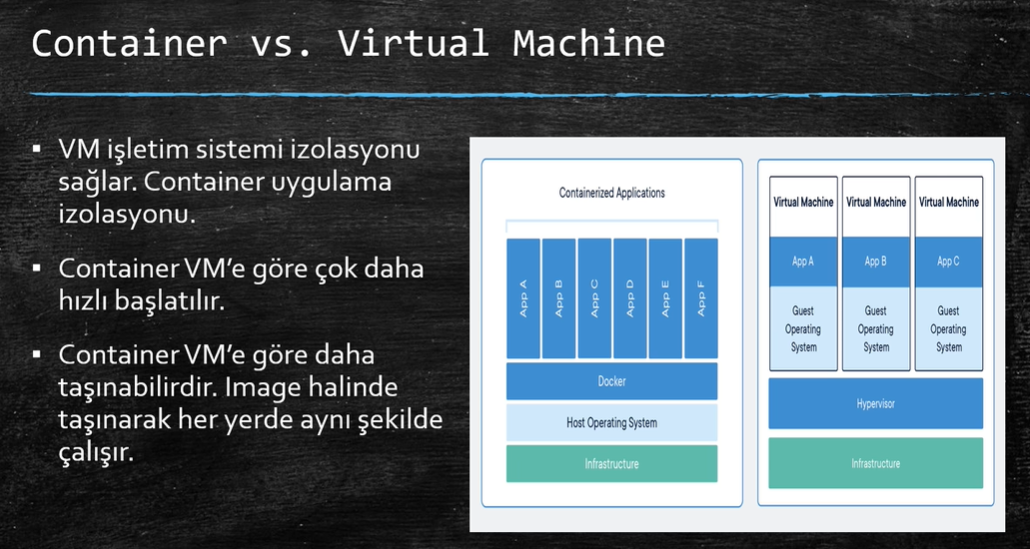 Container vs. Virtual Machine
▪ VM işletim sistemi izolasyonu
sağlar. Container uygulama
izolasyonu.
▪ Container VM'e göre çok daha
hızlı başlatılır.
▪ Container VM'e göre daha
taşınabilirdir. Image halinde
taşınarak her yerde aynı şekilde
çalışır.
Containerized Applications
App A
App B
App C
App D
App E
App F
Docker
Host Operating System
Infrastructure
Virtual Machine
App A
Guest
Operating
System
Virtual Machine
App B
Guest
Operating
System
Virtual Machine
App C
Guest
Operating
System
Hypervisor
Infrastructure